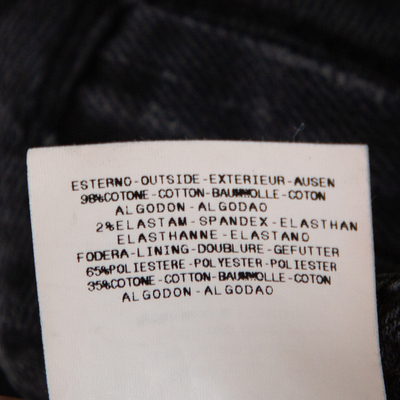 ESTERNO-OUTSIDE-EXTERIEUR-AUSEN
98%COTONE-COTTON-BAUMWOLLE-COTON
ALGODON-ALGODAO
2%ELASTAM-SPANDEX-ELASTHAN
ELASTHANNE-ELASTANO
FODERA-LINING-DOUBLURE-GEFUTTER
65%POLIESTERE-POLYESTER-POLIESTER
35%COTONE-COTTON-BAUMWOLLE-COTON
ALGODON-ALGODAO